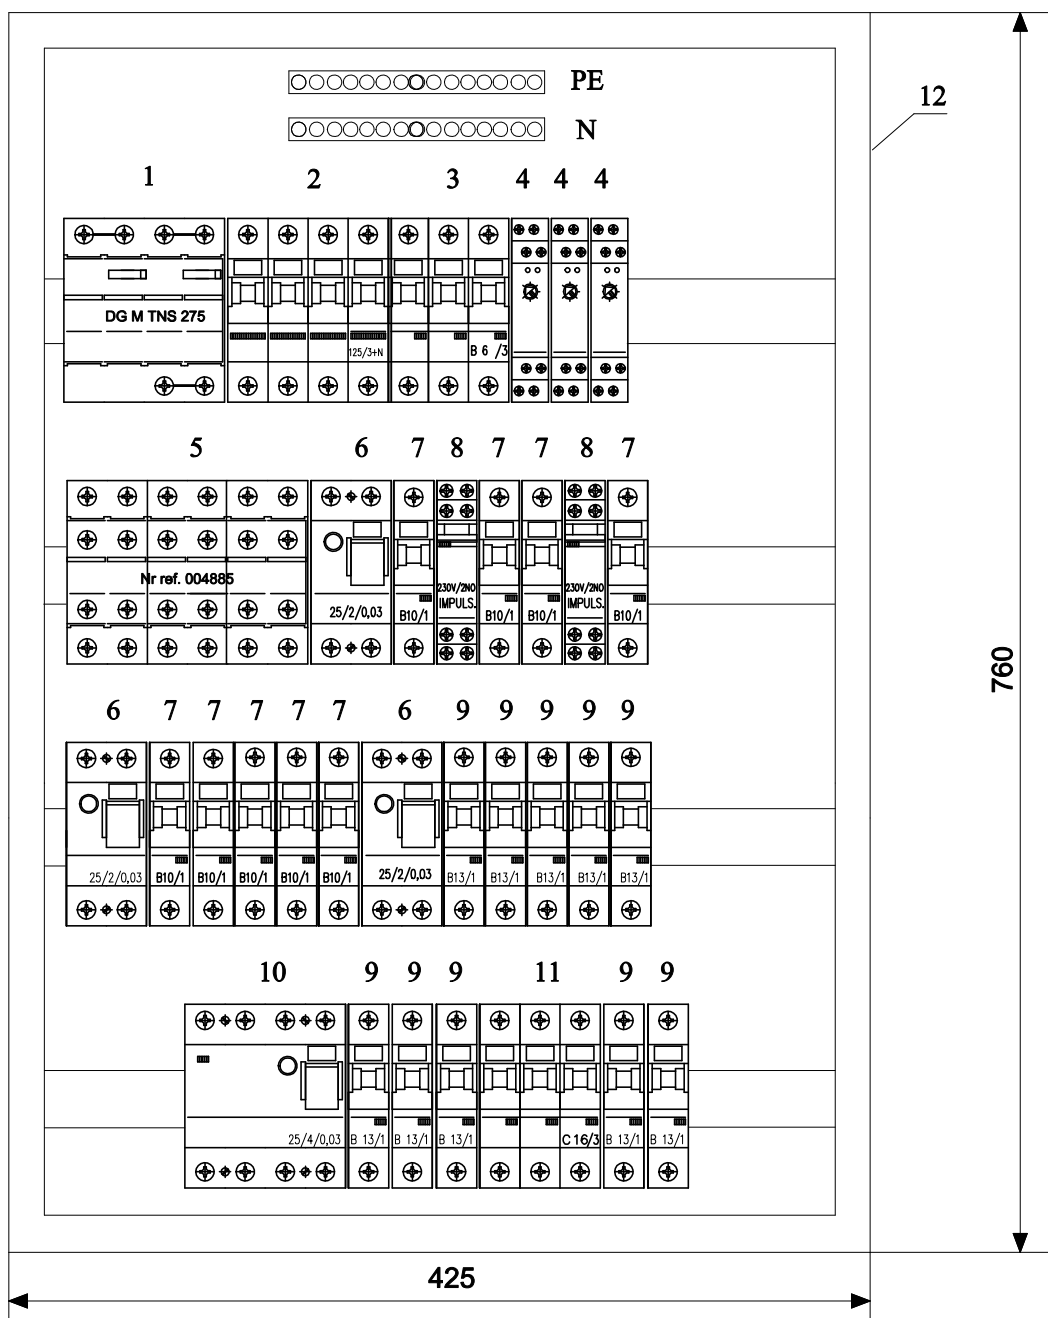 PE
12
N
1 2 3 4 4 4
DG M TNS 275
125/3+N
B 6 /3
5 6 7 8 7 7 8 7
Nr ref. 004885
25/2/0,03 B10/1 230V/2NO IMPULS. B10/1 B10/1 230V/2NO IMPULS. B10/1
760
6 7 7 7 7 7 6 9 9 9 9 9
25/2/0,03 B10/1 B10/1 B10/1 B10/1 B10/1 25/2/0,03 B13/1 B13/1 B13/1 B13/1 B13/1
10 9 9 9 11 9 9
25/4/0,03 B 13/1 B 13/1 B 13/1 C 16/3 B 13/1 B 13/1
425